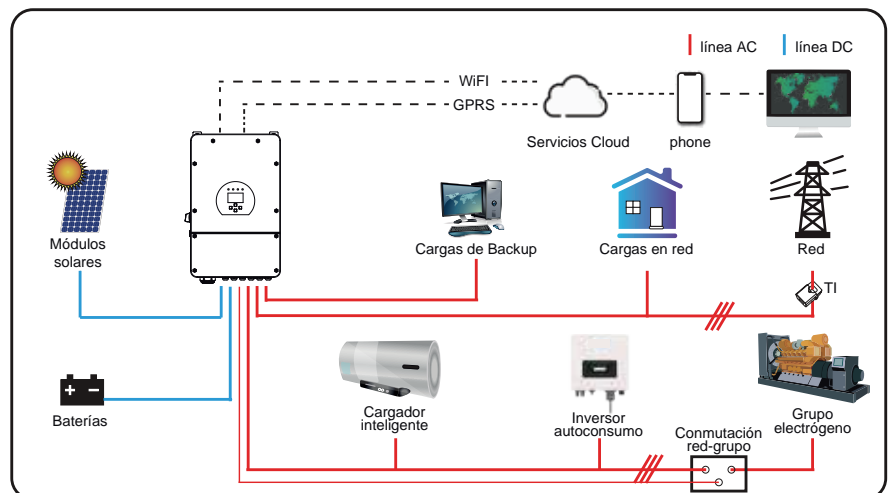 línea AC
línea DC
WiFI
GPRS
Servicios Cloud
phone
Módulos
solares
Cargas de Backup
Cargas en red
Red
TI
Baterías
Cargador
inteligente
Inversor
autoconsumo
Grupo
electrógeno
Conmutación
red-grupo